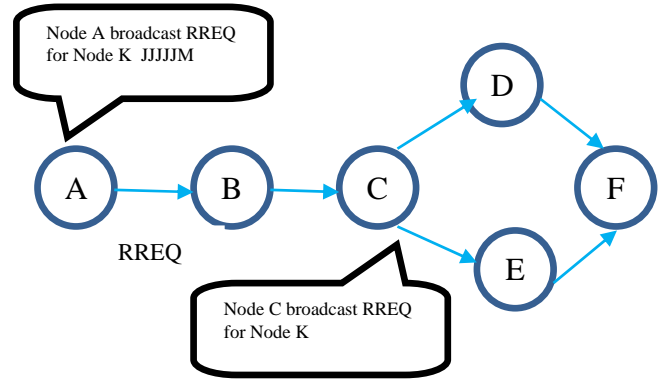 Node A broadcast RREQ
for Node K JJJJJM
D
A
B
C
F
RREQ
E
Node C broadcast RREQ
for Node K